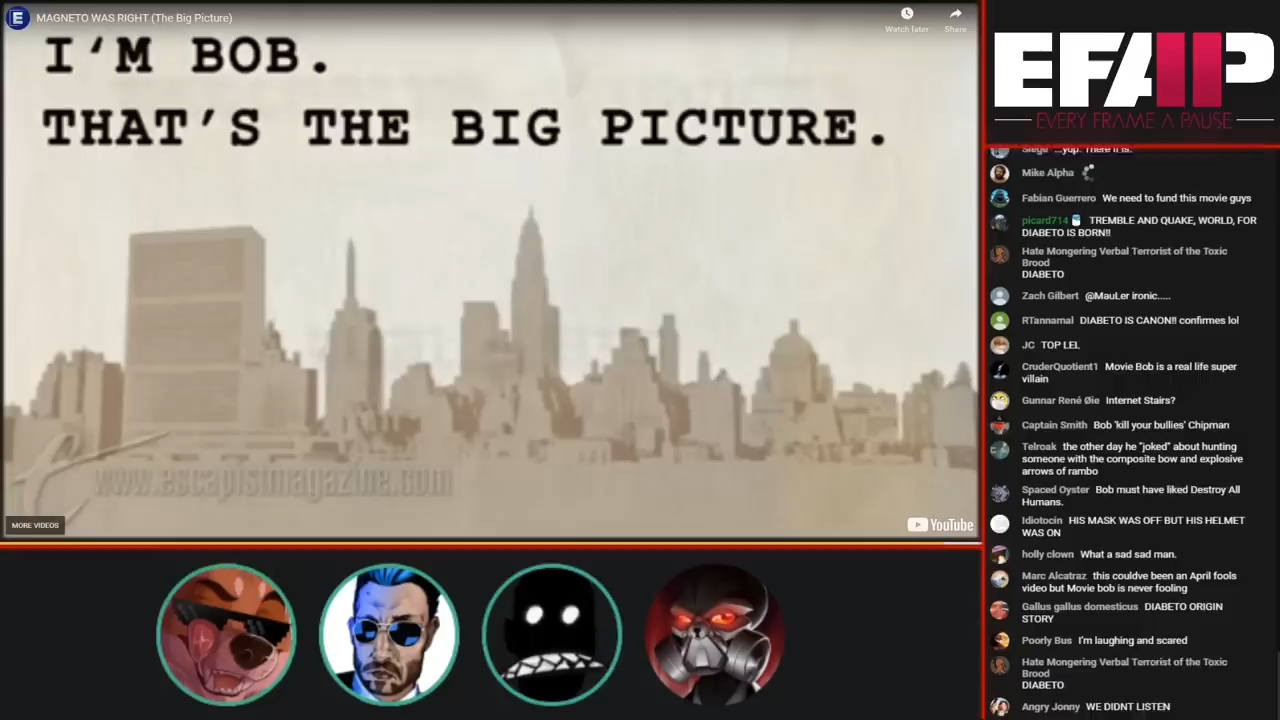 MAGNETO WAS RIGHT (The Big Picture)
Watch later
Share
I'M BOB.
THAT'S THE BIG PICTURE.
www.escapistmagazine.com
MORE VIDEOS
YouTube
EFAP
EVERY FRAME A PAUSE
Siege ...yup. There it is.
Mike Alpha
Fabian Guerrero We need to fund this movie guys
picard714 TREMBLE AND QUAKE, WORLD, FOR
DIABETO IS BORN!!
Hate Mongering Verbal Terrorist of the Toxic
Brood
DIABETO
Zach Gilbert @MauLer ironic.....
RTannamal DIABETO IS CANON!! confirmes lol
JC TOP LEL
CruderQuotient1 Movie Bob is a real life super
villain
Gunnar René Øie Internet Stairs?
Captain Smith Bob 'kill your bullies' Chipman
Telroak the other day he "joked" about hunting
someone with the composite bow and explosive
arrows of rambo
Spaced Oyster Bob must have liked Destroy All
Humans.
Idiotocin HIS MASK WAS OFF BUT HIS HELMET
WAS ON
holly clown What a sad sad man.
Marc Alcatraz this couldve been an April fools
video but Movie bob is never fooling
Gallus gallus domesticus DIABETO ORIGIN
STORY
Poorly Bus I'm laughing and scared
Hate Mongering Verbal Terrorist of the Toxic
Brood
DIABETO
Angry Jonny WE DIDNT LISTEN